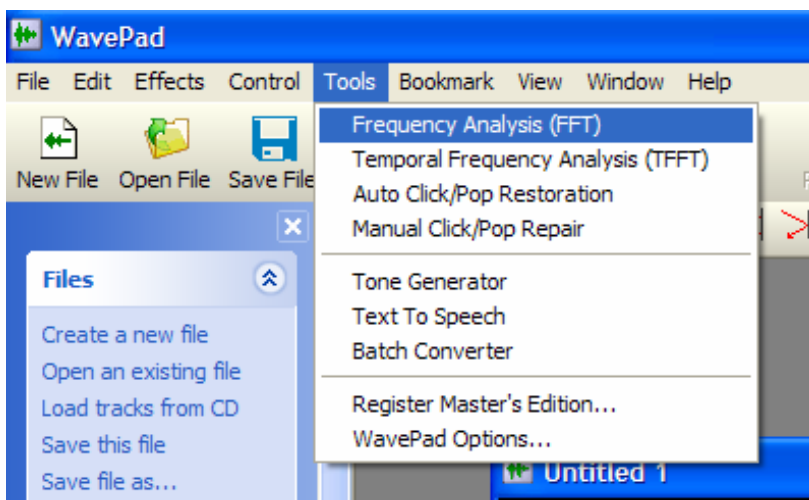 WavePad
File Edit Effects Control Tools Bookmark View Window Help
New File Open File Save File
Frequency Analysis (FFT)
Temporal Frequency Analysis (TFFT)
Auto Click/Pop Restoration
Manual Click/Pop Repair
Tone Generator
Text To Speech
Batch Converter
Register Master's Edition...
WavePad Options...
Files
Create a new file
Open an existing file
Load tracks from CD
Save this file
Save file as...
Untitled 1